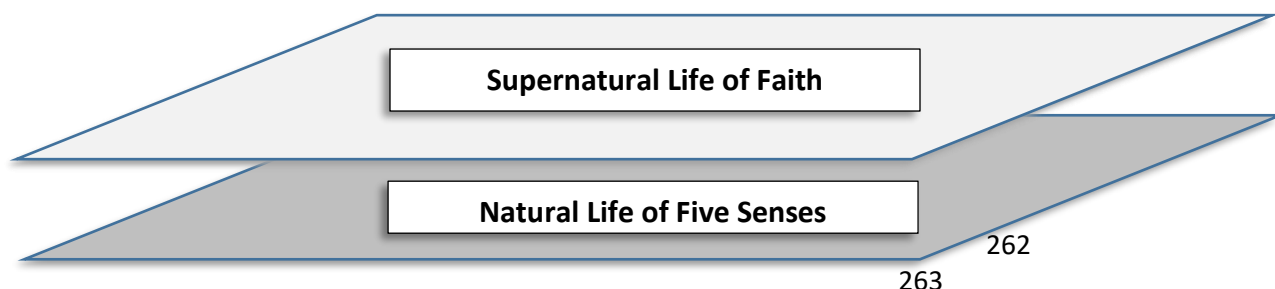 Supernatural Life of Faith
Natural Life of Five Senses
262
263